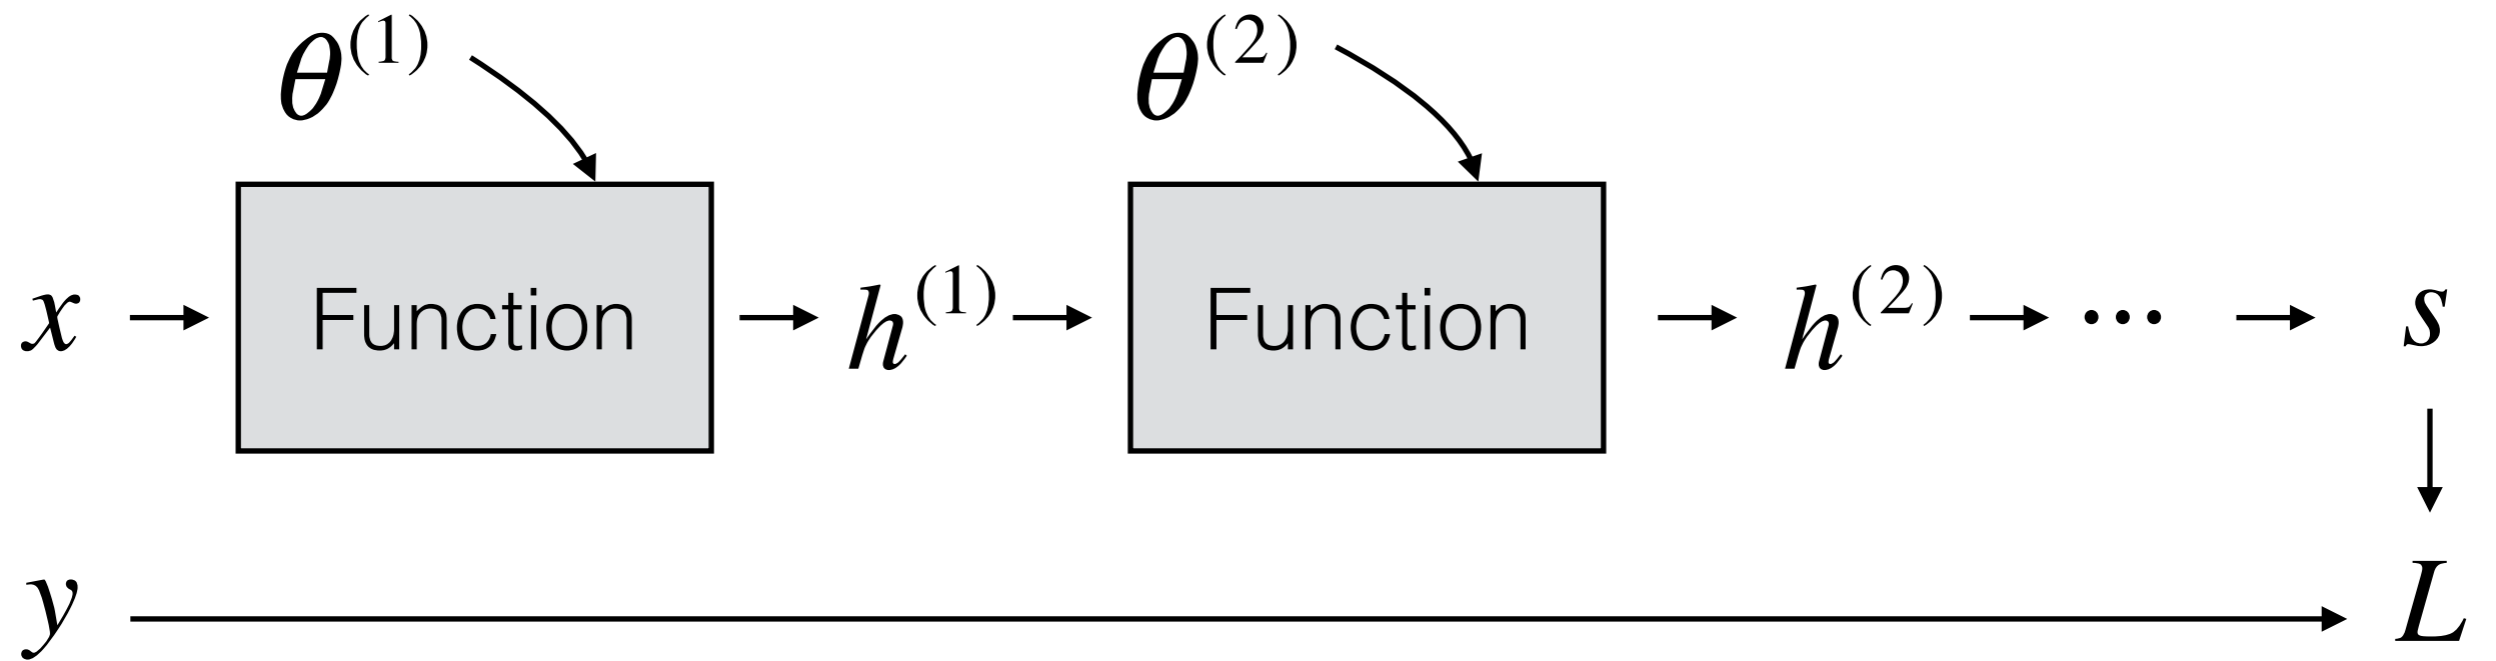 θ(1) θ(2)
x Function h(1) Function h(2) ... s
y L